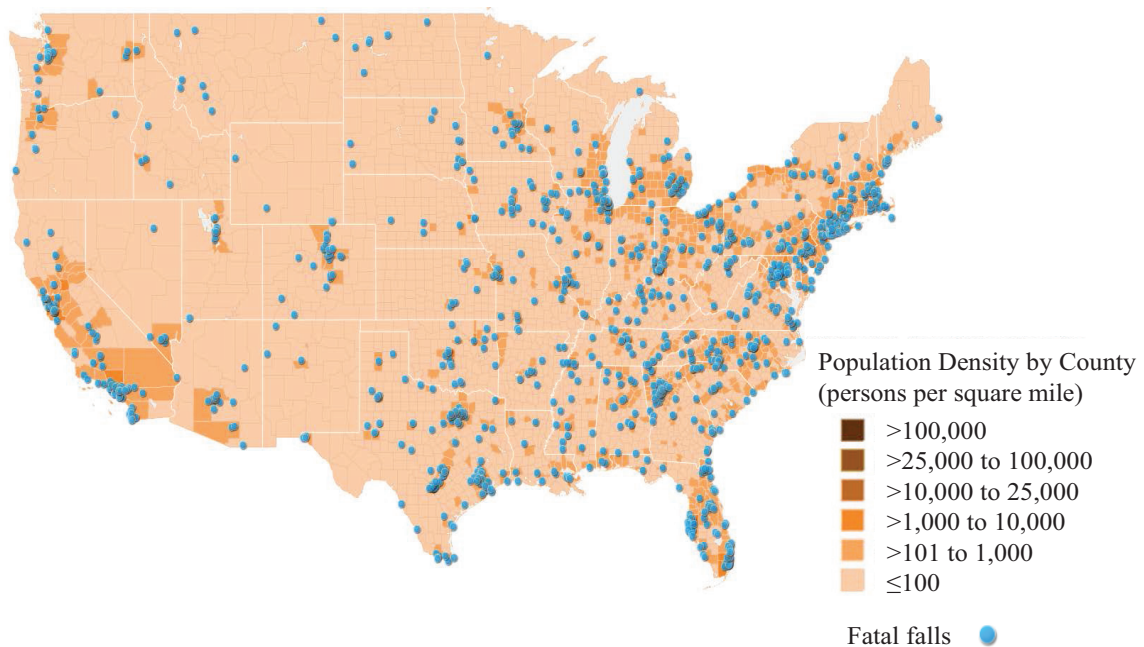 Population Density by County
(persons per square mile)
>100,000
>25,000 to 100,000
>10,000 to 25,000
>1,000 to 10,000
>101 to 1,000
≤100
Fatal falls